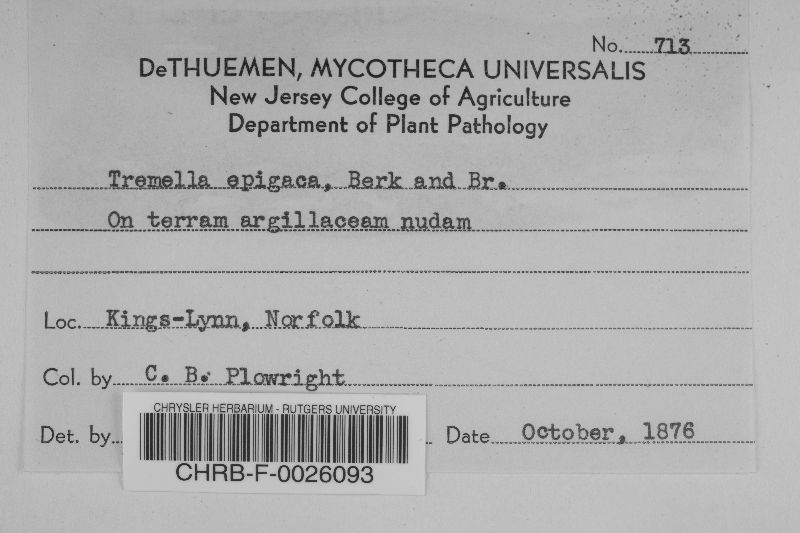 No. 713
DeTHUEMEN, MYCOTHECA UNIVERSALIS
New Jersey College of Agriculture
Department of Plant Pathology
Tremella epigaea, Berk and Br.
On terram argillaceam nudam
Loc. Kings-Lynn, Norfolk
Col. by C. B. Plowright
Det. by Date October, 1876
CHRYSLER HERBARIUM - RUTGERS UNIVERSITY
CHRB-F-0026093